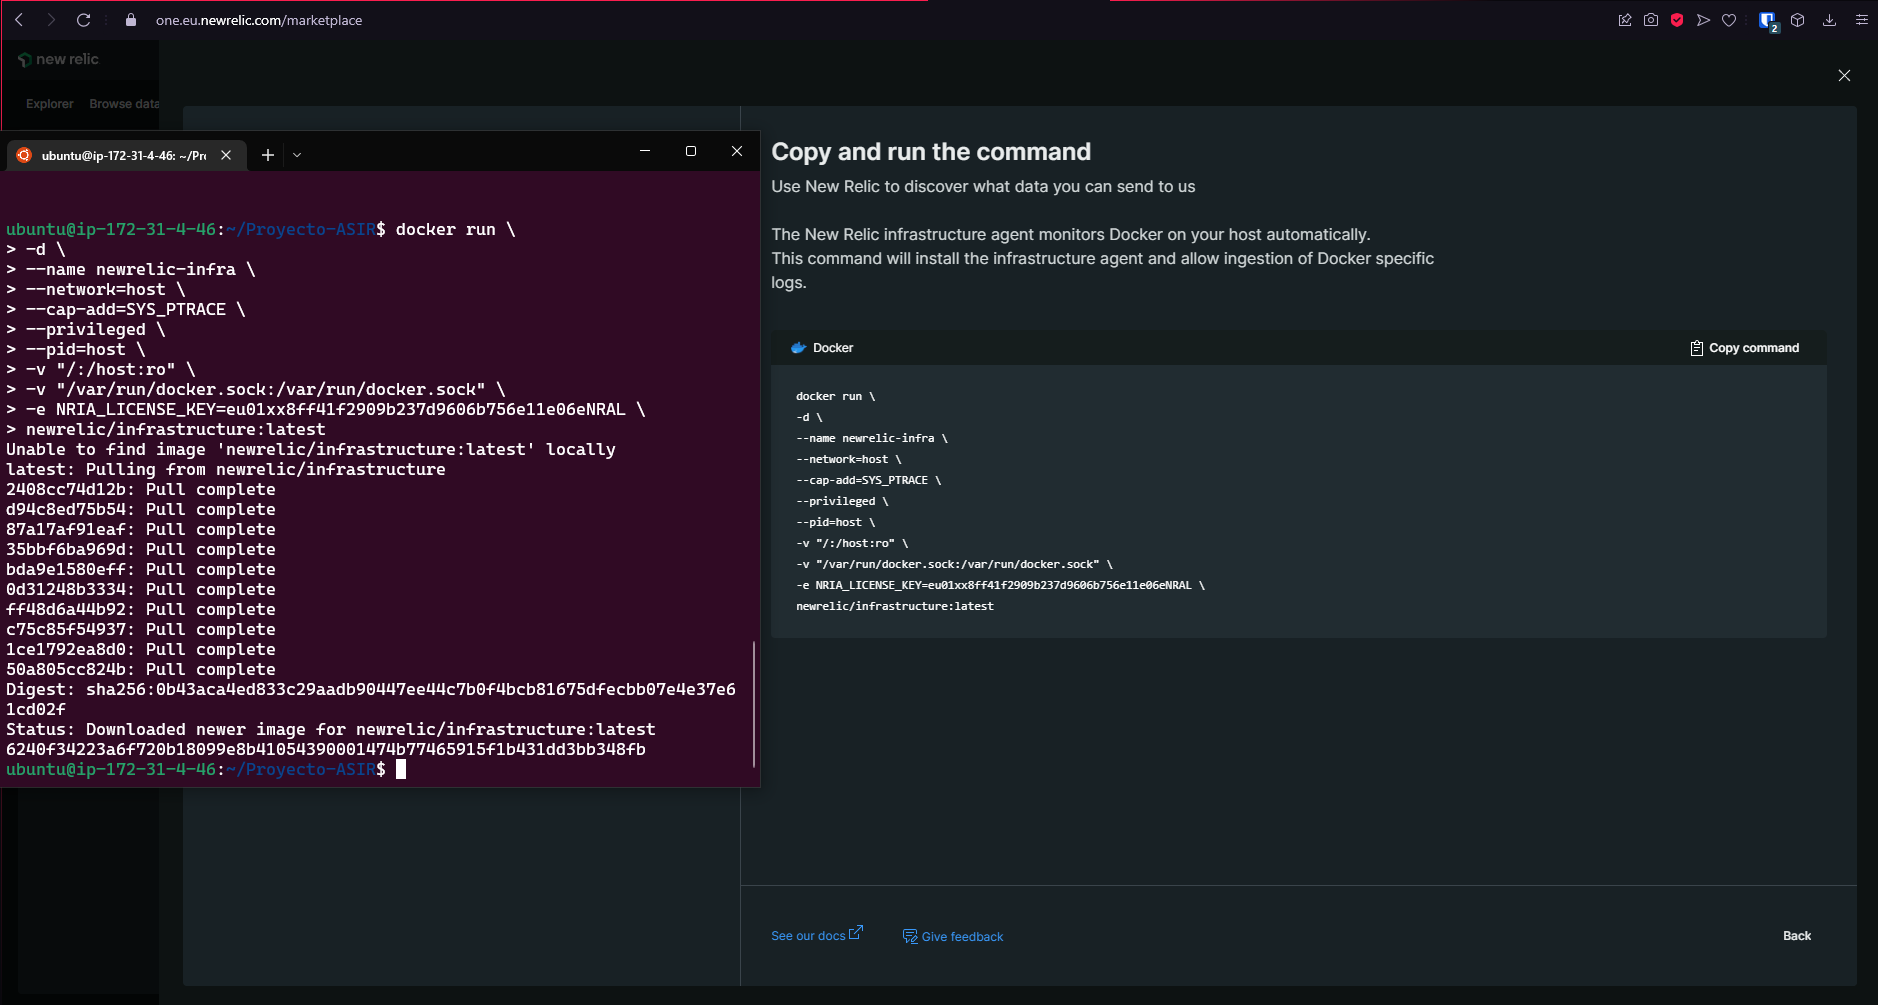 one.eu.newrelic.com/marketplace
2
new relic
Explorer Browse data
ubuntu@ip-172-31-4-46: ~/Pr
ubuntu@ip-172-31-4-46:~/Proyecto-ASIR$ docker run \
> -d \
> --name newrelic-infra \
> --network=host \
> --cap-add=SYS_PTRACE \
> --privileged \
> --pid=host \
> -v "/:/host:ro" \
> -v "/var/run/docker.sock:/var/run/docker.sock" \
> -e NRIA_LICENSE_KEY=eu01xx8ff41f2909b237d9606b756e11e06eNRAL \
> newrelic/infrastructure:latest
Unable to find image 'newrelic/infrastructure:latest' locally
latest: Pulling from newrelic/infrastructure
2408cc74d12b: Pull complete
d94c8ed75b54: Pull complete
87a17af91eaf: Pull complete
35bbf6ba969d: Pull complete
bda9e1580eff: Pull complete
0d31248b3334: Pull complete
ff48d6a44b92: Pull complete
c75c85f54937: Pull complete
1ce1792ea8d0: Pull complete
50a805cc824b: Pull complete
Digest: sha256:0b43aca4ed833c29aadb90447ee44c7b0f4bcb81675dfecbb07e4e37e6
1cd02f
Status: Downloaded newer image for newrelic/infrastructure:latest
6240f34223a6f720b18099e8b41054390001474b77465915f1b431dd3bb348fb
ubuntu@ip-172-31-4-46:~/Proyecto-ASIR$
Copy and run the command
Use New Relic to discover what data you can send to us
The New Relic infrastructure agent monitors Docker on your host automatically.
This command will install the infrastructure agent and allow ingestion of Docker specific
logs.
Docker Copy command
docker run \
-d \
--name newrelic-infra \
--network=host \
--cap-add=SYS_PTRACE \
--privileged \
--pid=host \
-v "/:/host:ro" \
-v "/var/run/docker.sock:/var/run/docker.sock" \
-e NRIA_LICENSE_KEY=eu01xx8ff41f2909b237d9606b756e11e06eNRAL \
newrelic/infrastructure:latest
See our docs Give feedback Back